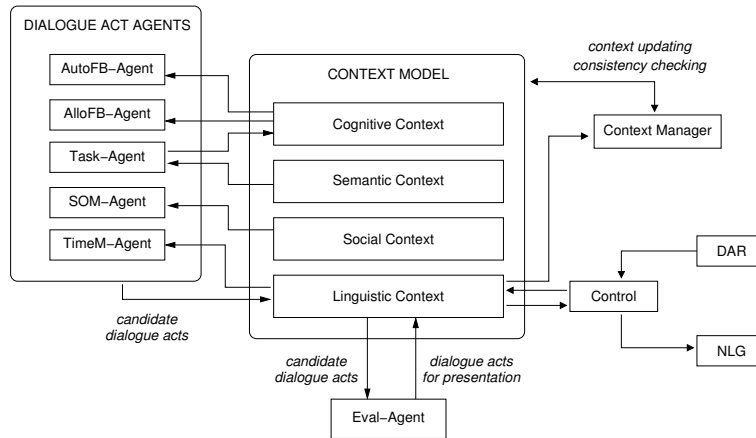 DIALOGUE ACT AGENTS
AutoFB-Agent
AlloFB-Agent
Task-Agent
SOM-Agent
TimeM-Agent
candidate
dialogue acts
CONTEXT MODEL
Cognitive Context
Semantic Context
Social Context
Linguistic Context
candidate
dialogue acts
dialogue acts
for presentation
Eval-Agent
context updating
consistency checking
Context Manager
DAR
Control
NLG